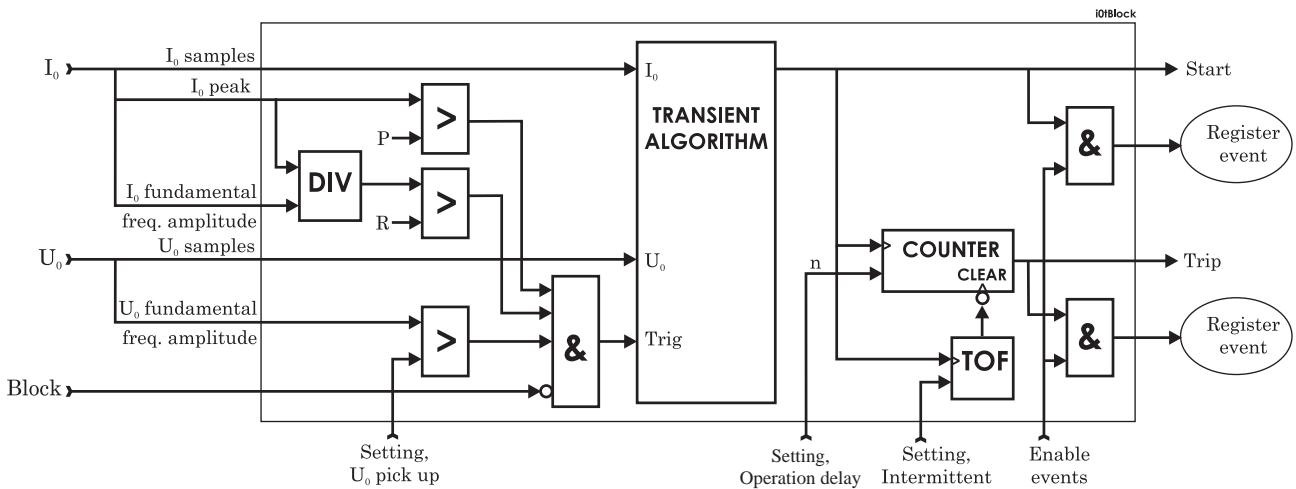 i0tBlock
I₀ samples
I₀
I₀ peak
P
>
I₀
TRANSIENT
ALGORITHM
Start
&
Register
event
DIV
>
R
I₀ fundamental
freq. amplitude
U₀ samples
U₀
U₀
n
COUNTER
CLEAR
Trip
U₀ fundamental
freq. amplitude
>
&
Trig
TOF
&
Register
event
Block
Setting,
U₀ pick up
Setting,
Operation delay
Setting,
Intermittent
Enable
events